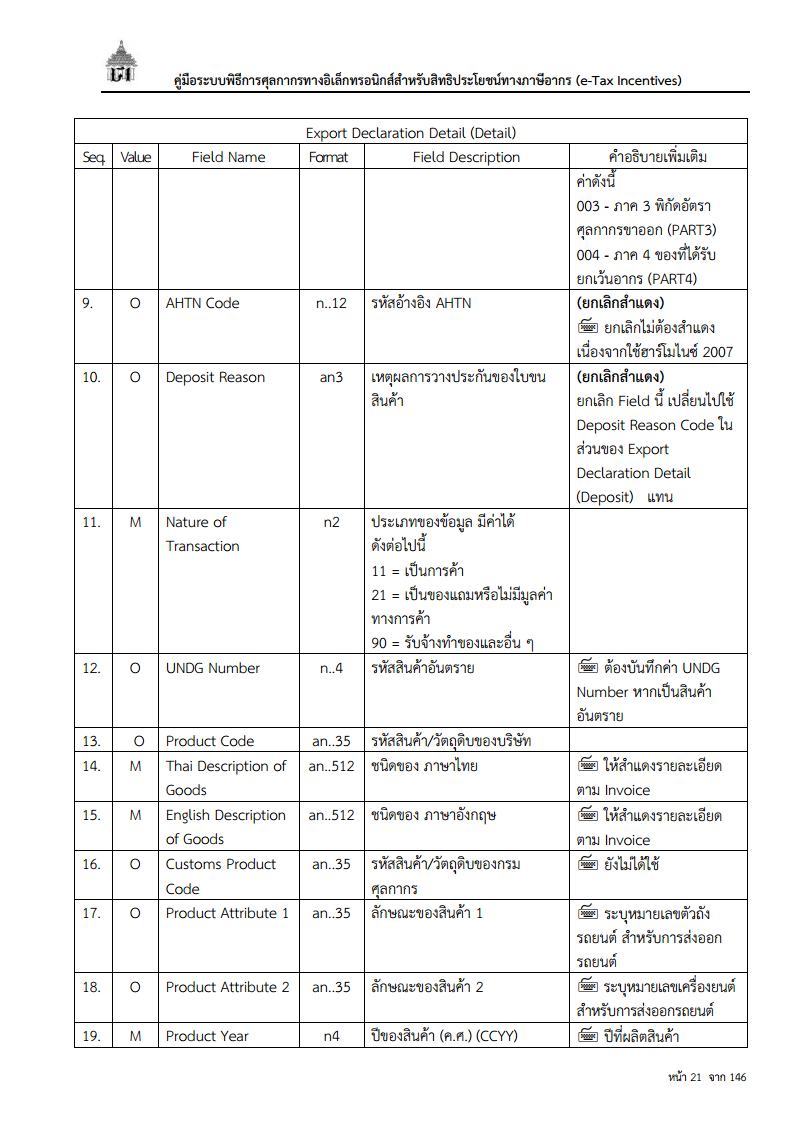 คู่มือระบบพิธีการศุลกากรทางอิเล็กทรอนิกส์สำหรับสิทธิประโยชน์ทางภาษีอากร (e-Tax Incentives)
Export Declaration Detail (Detail)
Seq. Value Field Name Format Field Description คำอธิบายเพิ่มเติม
ค่าดังนี้
003 - ภาค 3 พิกัดอัตรา
ศุลกากรขาออก (PART3)
004 - ภาค 4 ของที่ได้รับ
ยกเว้นอากร (PART4)
9. O AHTN Code n..12 รหัสอ้างอิง AHTN (ยกเลิกสำแดง)
ยกเลิกไม่ต้องสำแดง
เนื่องจากใช้ฮาร์โมไนซ์ 2007
10. O Deposit Reason an3 เหตุผลการวางประกันของใบขน (ยกเลิกสำแดง)
สินค้า ยกเลิก Field นี้ เปลี่ยนไปใช้
Deposit Reason Code ใน
ส่วนของ Export
Declaration Detail
(Deposit) แทน
11. M Nature of n2 ประเภทของข้อมูล มีค่าได้
Transaction ดังต่อไปนี้
11 = เป็นการค้า
21 = เป็นของแถมหรือไม่มีมูลค่า
ทางการค้า
90 = รับจ้างทำของและอื่น ๆ
12. O UNDG Number n..4 รหัสสินค้าอันตราย ต้องบันทึกค่า UNDG
Number หากเป็นสินค้า
อันตราย
13. O Product Code an..35 รหัสสินค้า/วัตถุดิบของบริษัท
14. M Thai Description of an..512 ชนิดของ ภาษาไทย ให้สำแดงรายละเอียด
Goods ตาม Invoice
15. M English Description an..512 ชนิดของ ภาษาอังกฤษ ให้สำแดงรายละเอียด
of Goods ตาม Invoice
16. O Customs Product an..35 รหัสสินค้า/วัตถุดิบของกรม ยังไม่ได้ใช้
Code ศุลกากร
17. O Product Attribute 1 an..35 ลักษณะของสินค้า 1 ระบุหมายเลขตัวถัง
รถยนต์ สำหรับการส่งออก
รถยนต์
18. O Product Attribute 2 an..35 ลักษณะของสินค้า 2 ระบุหมายเลขเครื่องยนต์
สำหรับการส่งออกรถยนต์
19. M Product Year n4 ปีของสินค้า (ค.ศ.) (CCYY) ปีที่ผลิตสินค้า
หน้า 21 จาก 146